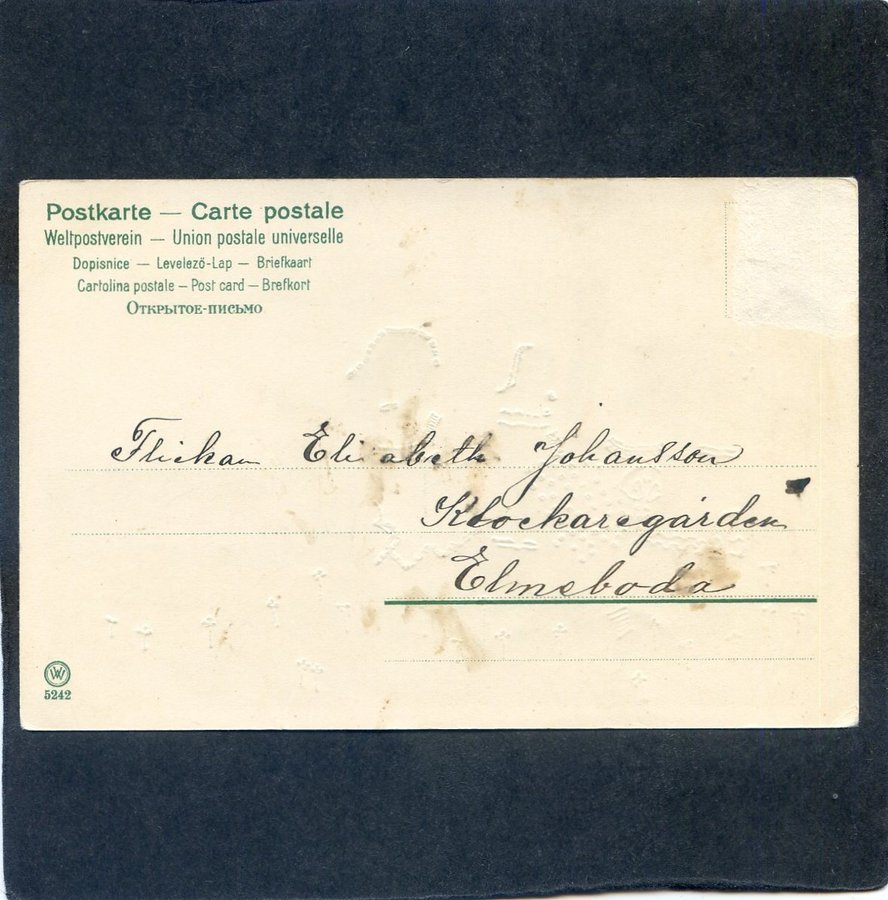 Postkarte — Carte postale
Weltpostverein — Union postale universelle
Dopisnice — Levelező-Lap — Briefkaart
Cartolina postale — Post card — Brefkort
Открытое-письмо
Flickan Elisabeth Johansson
Klockaregården
Elmeboda
W
5242